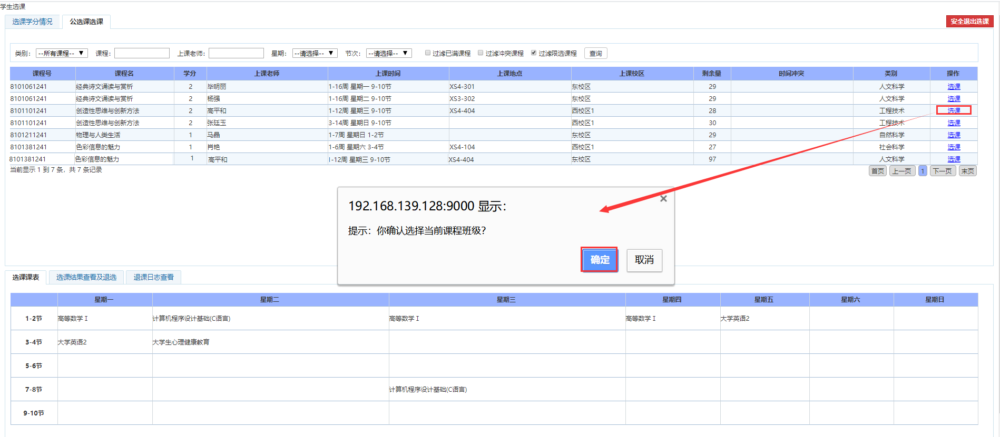 学生选课
选课学分情况 公选课选课 安全退出选课
类别： --所有课程-- ▼ 课程： 上课老师： 星期： --请选择-- ▼ 节次： --请选择-- ▼ 过滤已满课程 过滤冲突课程 过滤限选课程 查询
课程号 课程名 学分 上课老师 上课时间 上课地点 上课校区 剩余量 时间冲突 类别 操作
8101061241 经典诗文诵读与赏析 2 毕明丽 1-16周 星期一 9-10节 XS4-301 东校区 29 人文科学 选课
8101061241 经典诗文诵读与赏析 2 杨强 1-16周 星期二 9-10节 XS3-302 东校区 29 人文科学 选课
8101101241 创造性思维与创新方法 2 高平和 1-12周 星期三 9-10节 XS4-404 西校区1 28 工程技术 选课
8101101241 创造性思维与创新方法 2 张廷玉 3-14周 星期日 9-10节 西校区1 30 工程技术 选课
8101211241 物理与人类生活 1 马晶 1-7周 星期日 1-2节 东校区 29 自然科学 选课
8101381241 色彩信息的魅力 1 肖艳 1-6周 星期六 3-4节 XS4-104 西校区1 27 社会科学 选课
8101381241 色彩信息的魅力 1 高平和 1-12周 星期三 9-10节 XS4-404 东校区 97 人文科学 选课
当前显示 1 到 7 条，共 7 条记录 首页 上一页 1 下一页 末页
192.168.139.128:9000 显示：
提示：你确认选择当前课程班级？
确定 取消
选课课表 选课结果查看及退选 退课日志查看
星期一 星期二 星期三 星期四 星期五 星期六 星期日
1-2节 高等数学 I 计算机程序设计基础(C语言) 高等数学 I 高等数学 I 大学英语2
3-4节 大学英语2 大学生心理健康教育
5-6节
7-8节 计算机程序设计基础(C语言)
9-10节